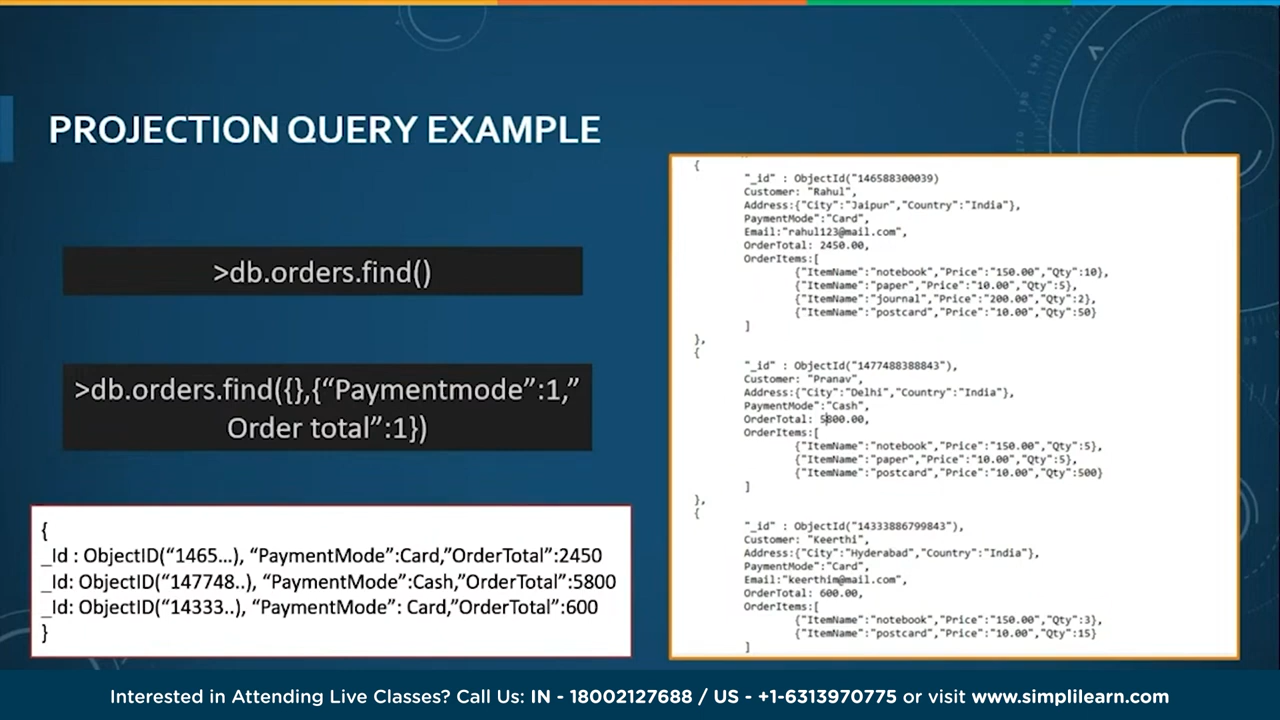 PROJECTION QUERY EXAMPLE
>db.orders.find()
>db.orders.find({},{“Paymentmode”:1,”
Order total”:1})
{
_Id : ObjectID(“1465…), “PaymentMode”:Card,”OrderTotal”:2450
_Id: ObjectID(“147748..), “PaymentMode”:Cash,”OrderTotal”:5800
_Id: ObjectID(“14333..), “PaymentMode”: Card,”OrderTotal”:600
}
{
"_id" : ObjectId("146588300039)
Customer: "Rahul",
Address:{"City":"Jaipur","Country":"India"},
PaymentMode":"Card",
Email:"rahul123@mail.com",
OrderTotal: 2450.00,
OrderItems:[
{"ItemName":"notebook","Price":"150.00","Qty":10},
{"ItemName":"paper","Price":"10.00","Qty":5},
{"ItemName":"journal","Price":"200.00","Qty":2},
{"ItemName":"postcard","Price":"10.00","Qty":50}
]
},
{
"_id" : ObjectId("1477488388843"),
Customer: "Pranav",
Address:{"City":"Delhi","Country":"India"},
PaymentMode":"Cash",
OrderTotal: 5800.00,
OrderItems:[
{"ItemName":"notebook","Price":"150.00","Qty":5},
{"ItemName":"paper","Price":"10.00","Qty":5},
{"ItemName":"postcard","Price":"10.00","Qty":500}
]
},
{
"_id" : ObjectId("14333886799843"),
Customer: "Keerthi",
Address:{"City":"Hyderabad","Country":"India"},
PaymentMode":"Card",
Email:"keerthim@mail.com",
OrderTotal: 600.00,
OrderItems:[
{"ItemName":"notebook","Price":"150.00","Qty":3},
{"ItemName":"postcard","Price":"10.00","Qty":15}
]
Interested in Attending Live Classes? Call Us: IN - 18002127688 / US - +1-6313970775 or visit www.simplilearn.com